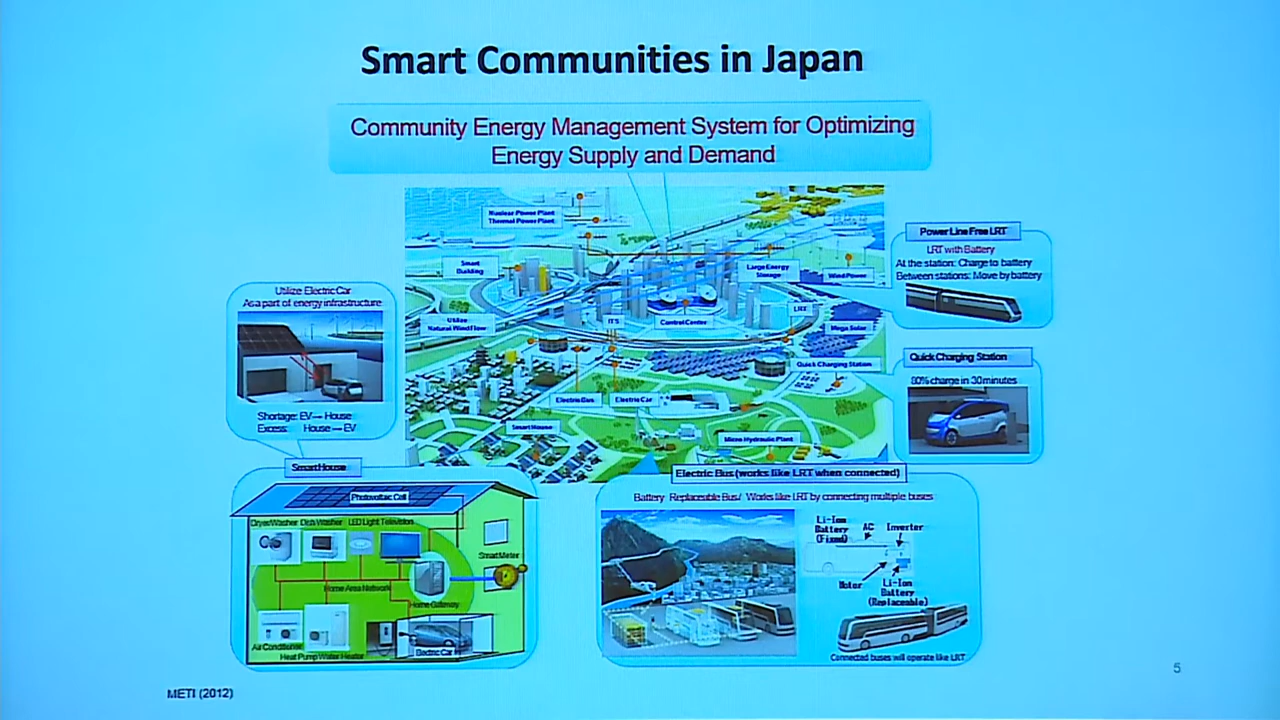 Smart Communities in Japan
Community Energy Management System for Optimizing
Energy Supply and Demand
Nuclear Power Plant
Thermal Power Plant
Smart
Building
Large Energy
Storage
Wind Power
Utilize
Natural Wind Flow
ITS
Control Center
LRT
Mega Solar
Quick Charging Station
Electric Bus
Electric Car
Smart House
Micro Hydraulic Plant
Power Line Free LRT
LRT with Battery
At the station: Charge to battery
Between stations: Move by battery
Quick Charging Station
80% charge in 30 minutes
Utilize Electric Car
As a part of energy infrastructure
Shortage: EV → House
Excess: House → EV
Smart House
Photovoltaic Cell
Dryer/Washer Dish Washer LED Light Television
Smart Meter
Home Area Network
Home Gateway
Air Conditioner
Heat Pump Water Heater
Electric Car
Electric Bus (works like LRT when connected)
Battery Replaceable Bus / Works like LRT by connecting multiple buses
Li-Ion
Battery
(Fixed)
AC
Inverter
Motor
Li-Ion
Battery
(Replaceable)
Connected buses will operate like LRT
METI (2012)
5